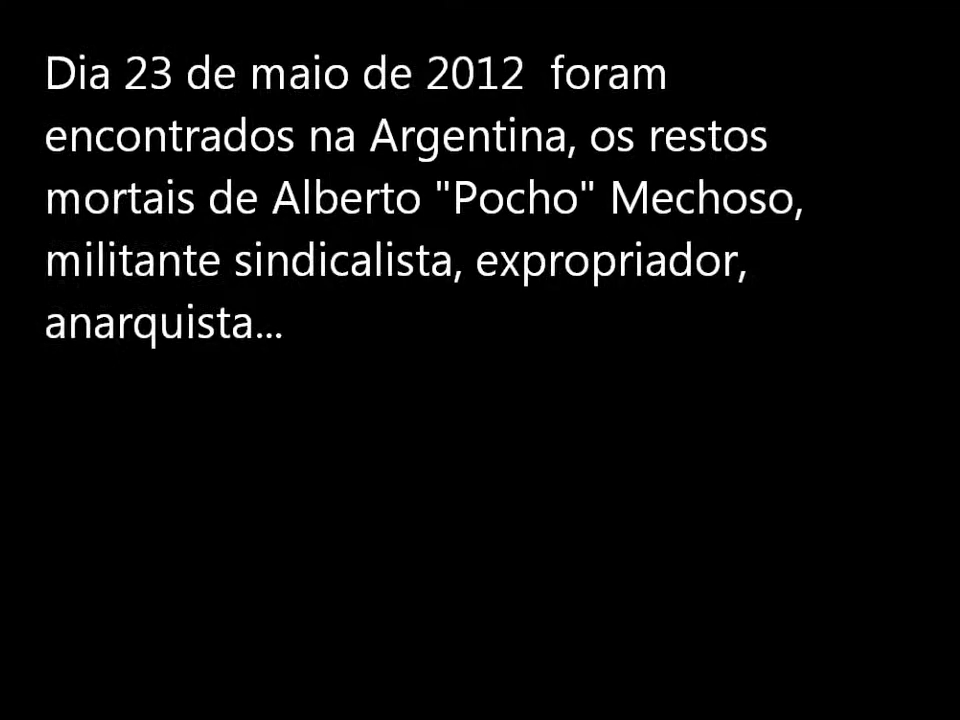 Dia 23 de maio de 2012  foram
encontrados na Argentina, os restos
mortais de Alberto "Pocho" Mechoso,
militante sindicalista, expropriador,
anarquista...